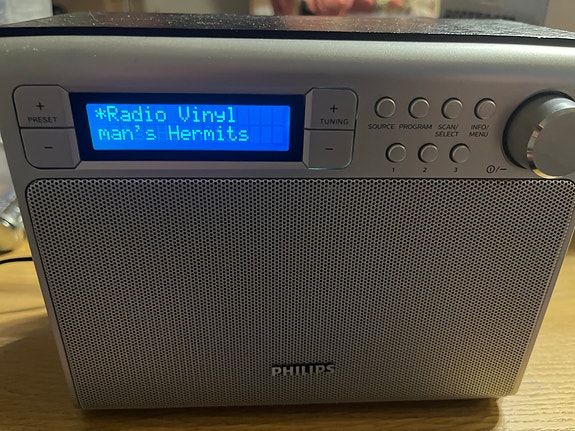 *Radio Vinyl
man's Hermits
+
PRESET
−
+
TUNING
−
SOURCE PROGRAM SCAN/SELECT INFO/MENU
1 2 3
PHILIPS